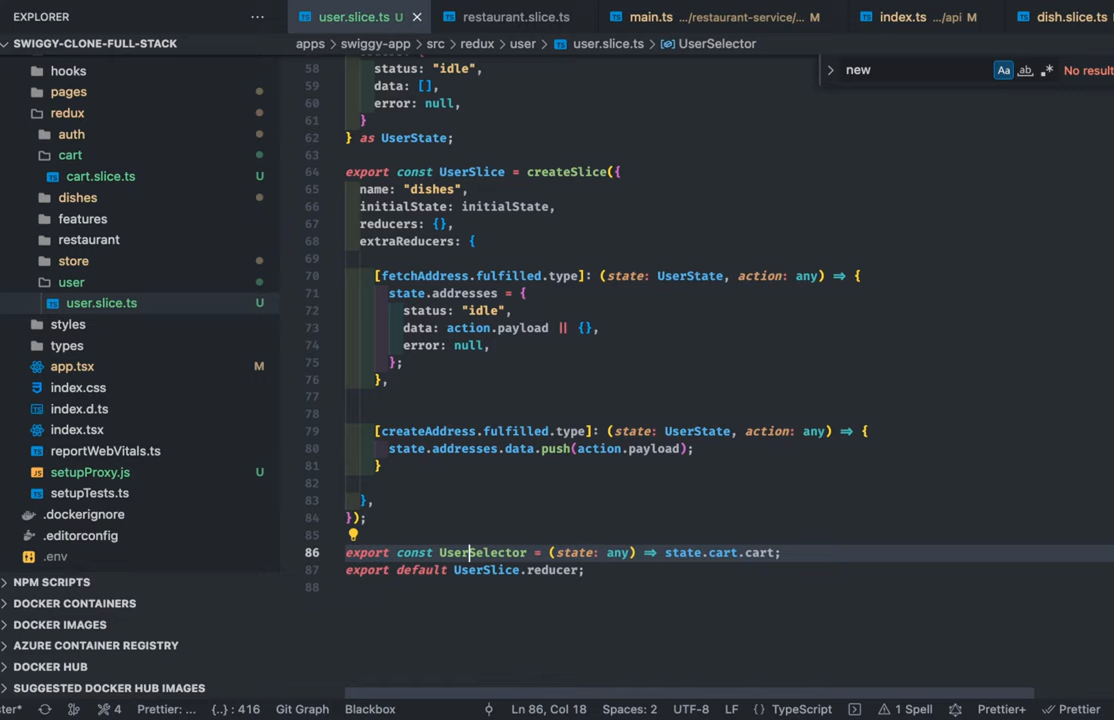 EXPLORER
user.slice.ts U
restaurant.slice.ts
main.ts .../restaurant-service/... M
index.ts .../api M
dish.slice.ts
SWIGGY-CLONE-FULL-STACK
apps > swiggy-app > src > redux > user > user.slice.ts > UserSelector
new
Aa
ab
No result
hooks
pages
redux
auth
cart
cart.slice.ts U
dishes
features
restaurant
store
user
user.slice.ts U
styles
types
app.tsx M
index.css
index.d.ts
index.tsx
reportWebVitals.ts
setupProxy.js U
setupTests.ts
.dockerignore
.editorconfig
.env
NPM SCRIPTS
DOCKER CONTAINERS
DOCKER IMAGES
AZURE CONTAINER REGISTRY
DOCKER HUB
SUGGESTED DOCKER HUB IMAGES
58 status: "idle",
59 data: [],
60 error: null,
61 }
62 } as UserState;
63
64 export const UserSlice = createSlice({
65 name: "dishes",
66 initialState: initialState,
67 reducers: {},
68 extraReducers: {
69
70 [fetchAddress.fulfilled.type]: (state: UserState, action: any) => {
71 state.addresses = {
72 status: "idle",
73 data: action.payload || {},
74 error: null,
75 };
76 },
77
78
79 [createAddress.fulfilled.type]: (state: UserState, action: any) => {
80 state.addresses.data.push(action.payload);
81 }
82
83 },
84 });
85
86 export const UserSelector = (state: any) => state.cart.cart;
87 export default UserSlice.reducer;
88
ster* 4 Prettier: ... {..} : 416 Git Graph Blackbox Ln 86, Col 18 Spaces: 2 UTF-8 LF {} TypeScript 1 Spell Prettier+ Prettier